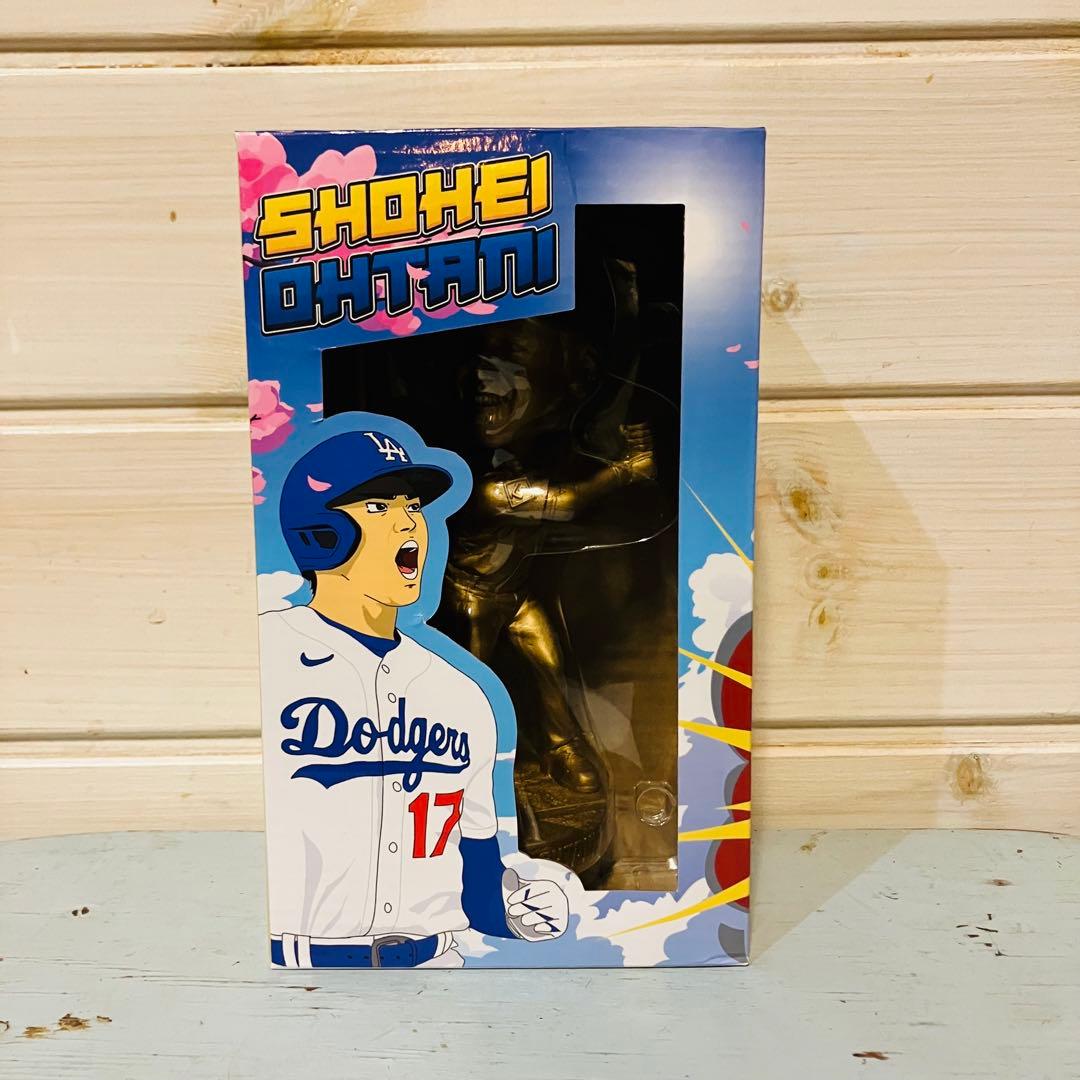 SHOHEI
OHTANI
LA
Dodgers
17